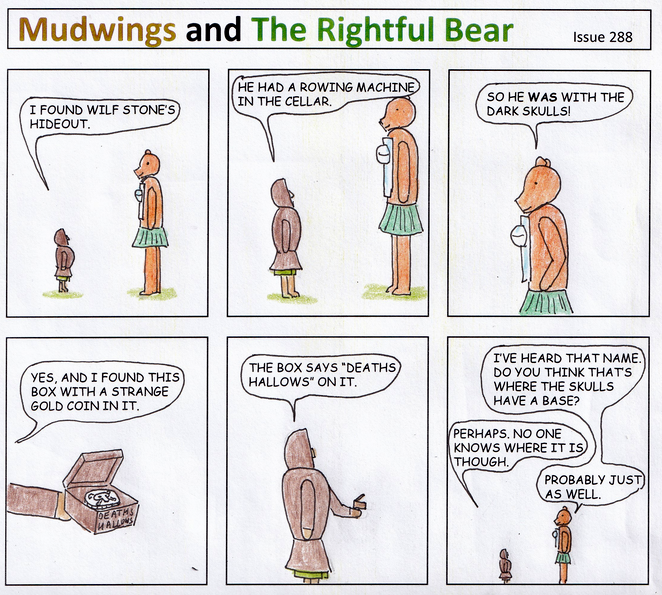 Mudwings and The Rightful Bear
Issue 288
I FOUND WILF STONE'S
HIDEOUT.
HE HAD A ROWING MACHINE
IN THE CELLAR.
SO HE WAS WITH THE
DARK SKULLS!
YES, AND I FOUND THIS
BOX WITH A STRANGE
GOLD COIN IN IT.
DEATHS
HALLOWS
THE BOX SAYS "DEATHS
HALLOWS" ON IT.
I'VE HEARD THAT NAME.
DO YOU THINK THAT'S
WHERE THE SKULLS
HAVE A BASE?
PERHAPS. NO ONE
KNOWS WHERE IT IS
THOUGH.
PROBABLY JUST
AS WELL.